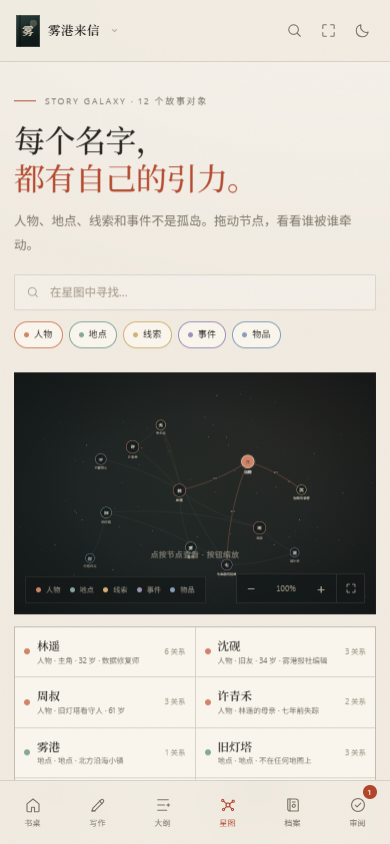 雾
雾港来信
STORY GALAXY · 12 个故事对象
每个名字，
都有自己的引力。
人物、地点、线索和事件不是孤岛。拖动节点，看看谁被谁牵
动。
在星图中寻找...
人物
地点
线索
事件
物品
点按节点查看 · 按钮缩放
人物
地点
线索
事件
物品
− 100% +
林遥
6 关系
人物 · 主角 · 32 岁 · 数据修复师
沈砚
3 关系
人物 · 旧友 · 34 岁 · 雾港报社编辑
周叔
3 关系
人物 · 旧灯塔看守人 · 61 岁
许青禾
2 关系
人物 · 林遥的母亲 · 七年前失踪
雾港
1 关系
地点 · 地点 · 北方沿海小镇
旧灯塔
3 关系
地点 · 地点 · 不在任何地图上
书桌
写作
大纲
星图
档案
1
审阅